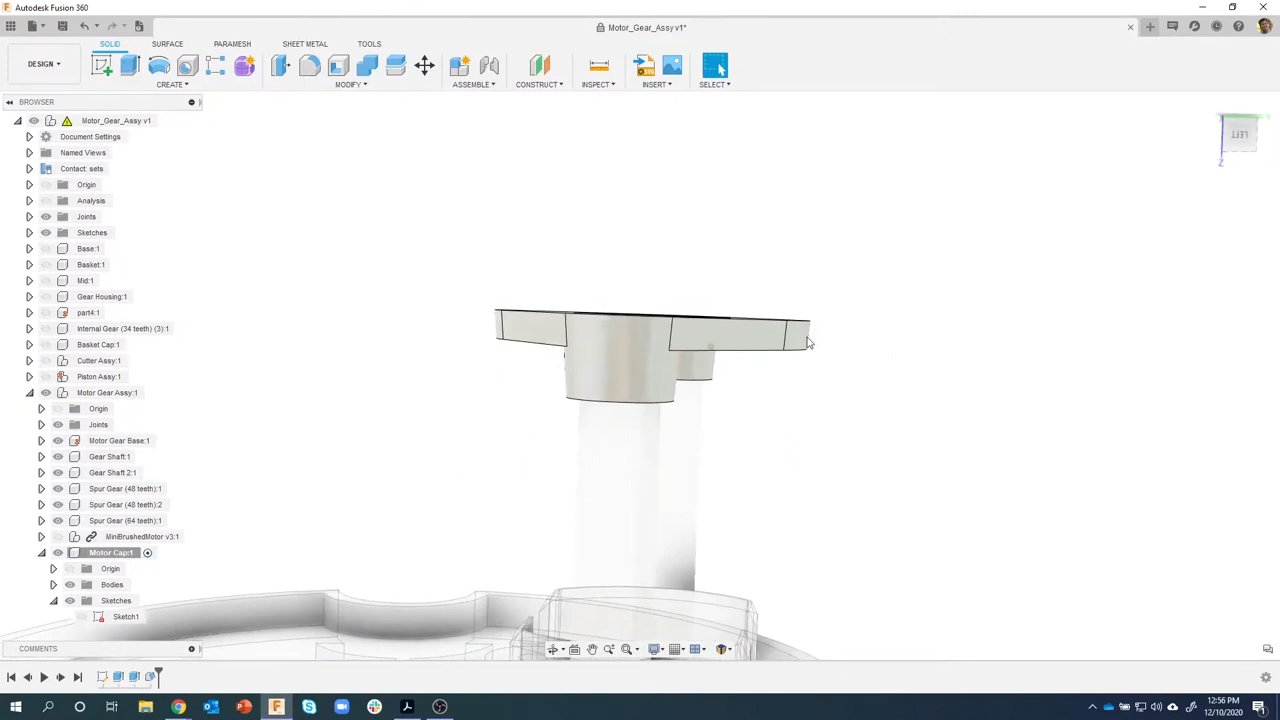 Autodesk Fusion 360
Motor_Gear_Assy v1*
SOLID SURFACE PARAMESH SHEET METAL TOOLS
DESIGN
CREATE MODIFY ASSEMBLE CONSTRUCT INSPECT INSERT SELECT
BROWSER
Motor_Gear_Assy v1
Document Settings
Named Views
Contact: sets
Origin
Analysis
Joints
Sketches
Base:1
Basket:1
Mid:1
Gear Housing:1
part4:1
Internal Gear (34 teeth) (3):1
Basket Cap:1
Cutter Assy:1
Piston Assy:1
Motor Gear Assy:1
Origin
Joints
Motor Gear Base:1
Gear Shaft:1
Gear Shaft 2:1
Spur Gear (48 teeth):1
Spur Gear (48 teeth):2
Spur Gear (64 teeth):1
MiniBrushedMotor v3:1
Motor Cap:1
Origin
Bodies
Sketches
Sketch1
LEFT
Z
COMMENTS
12:56 PM
12/10/2020